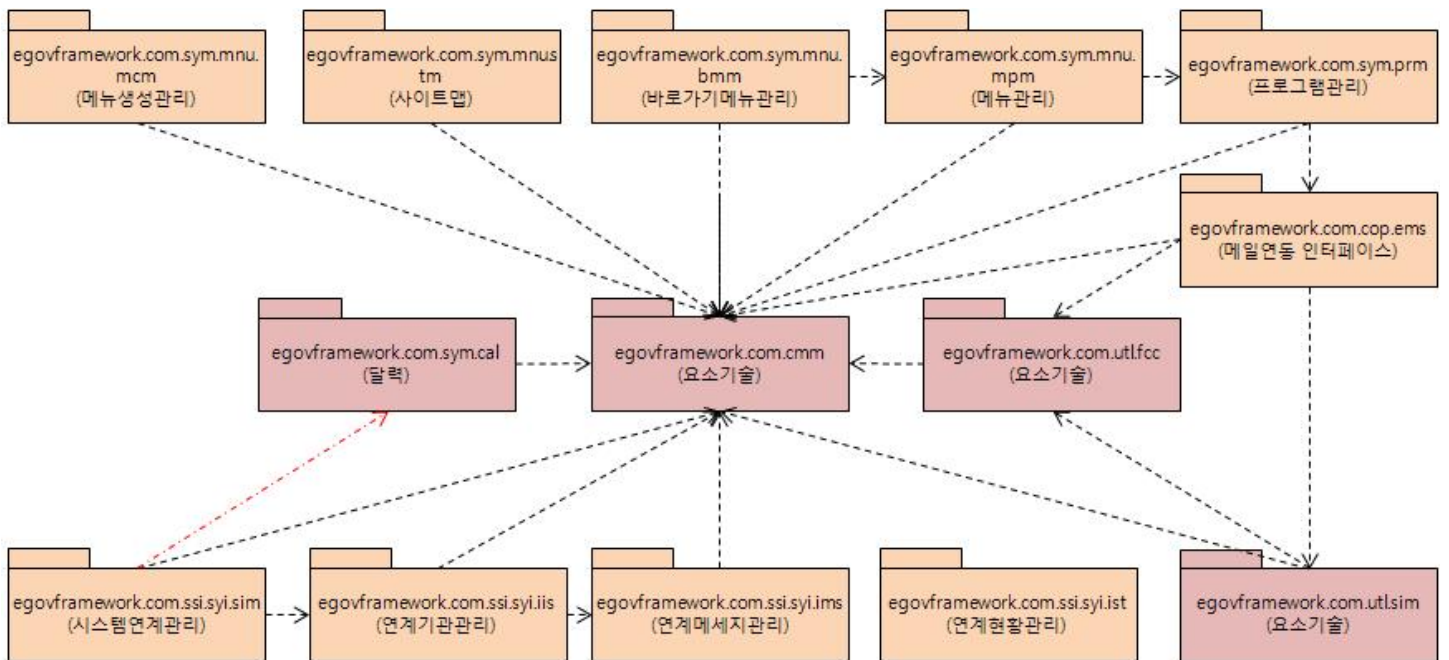 egovframework.com.sym.mnu.
mcm
(메뉴생성관리)
egovframework.com.sym.mnus
tm
(사이트맵)
egovframework.com.sym.mnu.
bmm
(바로가기메뉴관리)
egovframework.com.sym.mnu.
mpm
(메뉴관리)
egovframework.com.sym.prm
(프로그램관리)
egovframework.com.cop.ems
(메일연동 인터페이스)
egovframework.com.sym.cal
(달력)
egovframework.com.cmm
(요소기술)
egovframework.com.utl.fcc
(요소기술)
egovframework.com.ssi.syi.sim
(시스템연계관리)
egovframework.com.ssi.syi.iis
(연계기관관리)
egovframework.com.ssi.syi.ims
(연계메세지관리)
egovframework.com.ssi.syi.ist
(연계현황관리)
egovframework.com.utl.sim
(요소기술)